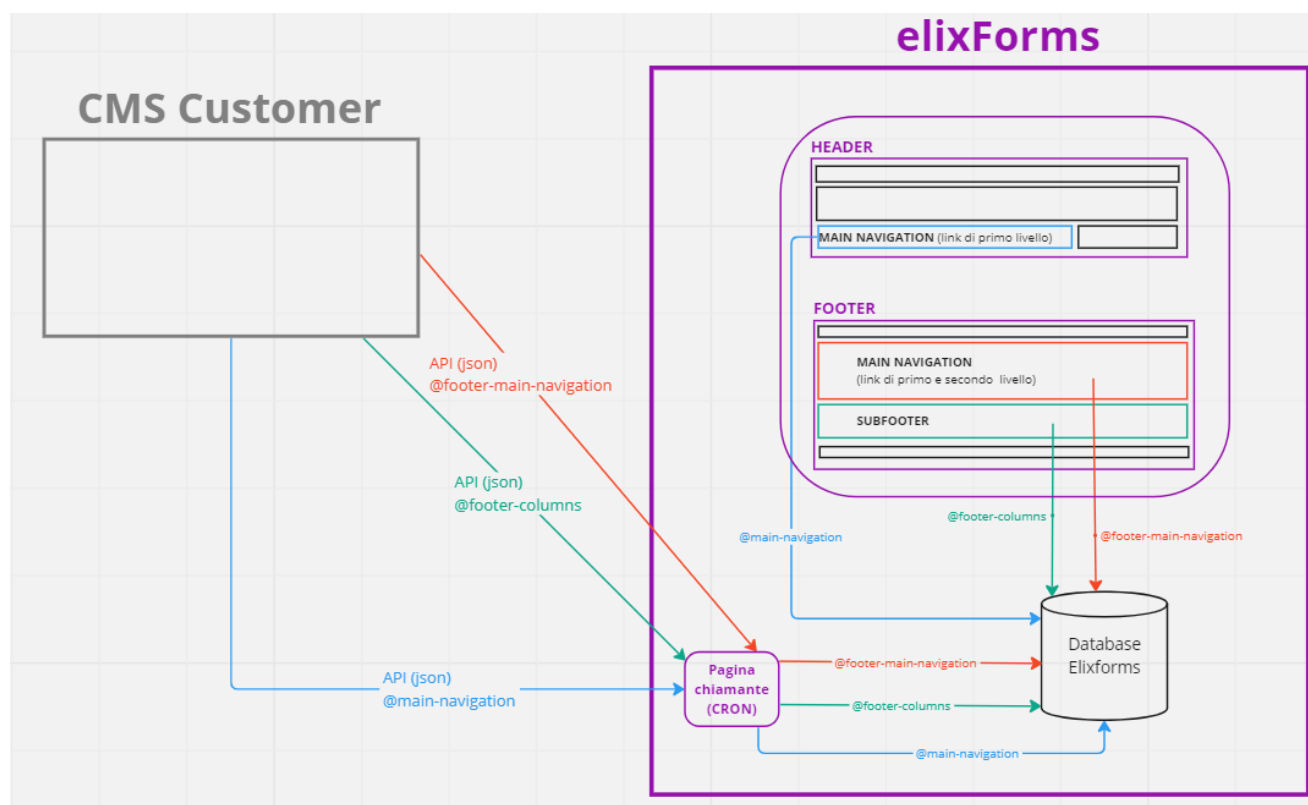 elixForms
CMS Customer
HEADER
MAIN NAVIGATION (link di primo livello)
FOOTER
MAIN NAVIGATION
(link di primo e secondo livello)
SUBFOOTER
API (json)
@footer-main-navigation
API (json)
@footer-columns
@footer-columns
@main-navigation
@footer-main-navigation
Database
Elixforms
Pagina
chiamante
(CRON)
@footer-main-navigation
API (json)
@main-navigation
@footer-columns
@main-navigation